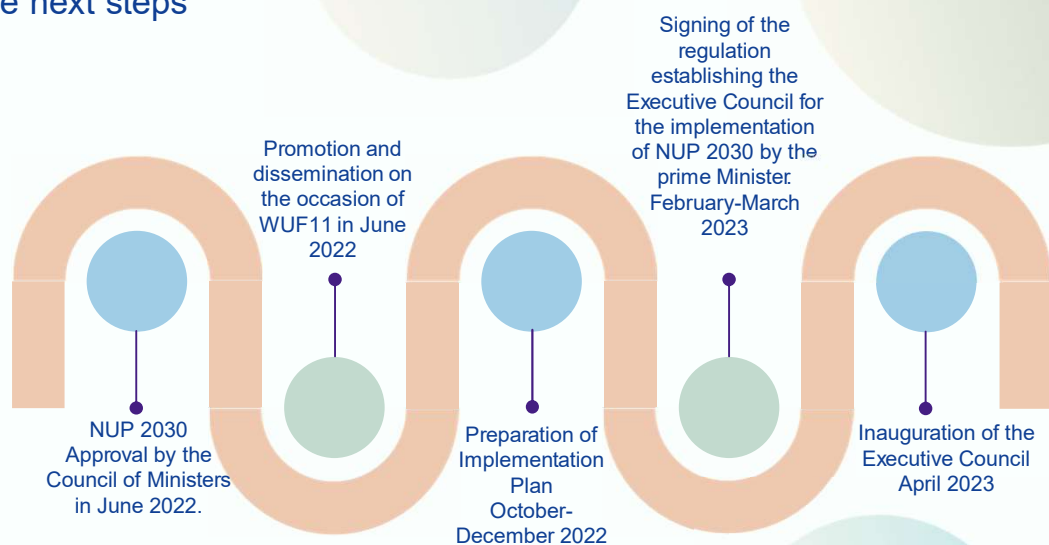 e next steps
NUP 2030
Approval by the
Council of Ministers
in June 2022.
Promotion and
dissemination on
the occasion of
WUF11 in June
2022
Preparation of
Implementation
Plan
October-
December 2022
Signing of the
regulation
establishing the
Executive Council for
the implementation
of NUP 2030 by the
prime Minister.
February-March
2023
Inauguration of the
Executive Council
April 2023